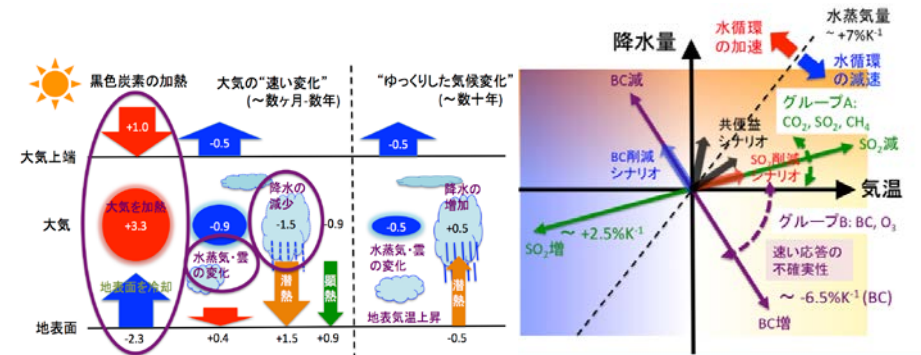 黒色炭素の加熱
大気の“速い変化”
(～数ヶ月-数年)
“ゆっくりした気候変化”
(～数十年)
+1.0
-0.5
-0.5
大気上端
大気を加熱
+3.3
大気
-0.9
水蒸気・雲
の変化
降水の
減少
-1.5
-0.9
-0.5
水蒸気・雲
の変化
降水の
増加
+0.5
地表面を冷却
潜熱
顕熱
地表気温上昇
潜熱
地表面
-2.3
+0.4
+1.5
+0.9
-0.5
降水量
水循環
の加速
水蒸気量
~ +7%K⁻¹
水循環
の減速
BC減
グループA:
CO₂, SO₂, CH₄
共便益
シナリオ
SO₂減
BC削減
シナリオ
SO₂削減
シナリオ
気温
SO₂増
~ +2.5%K⁻¹
グループB: BC, O₃
速い応答の
不確実性
~ -6.5%K⁻¹ (BC)
BC増